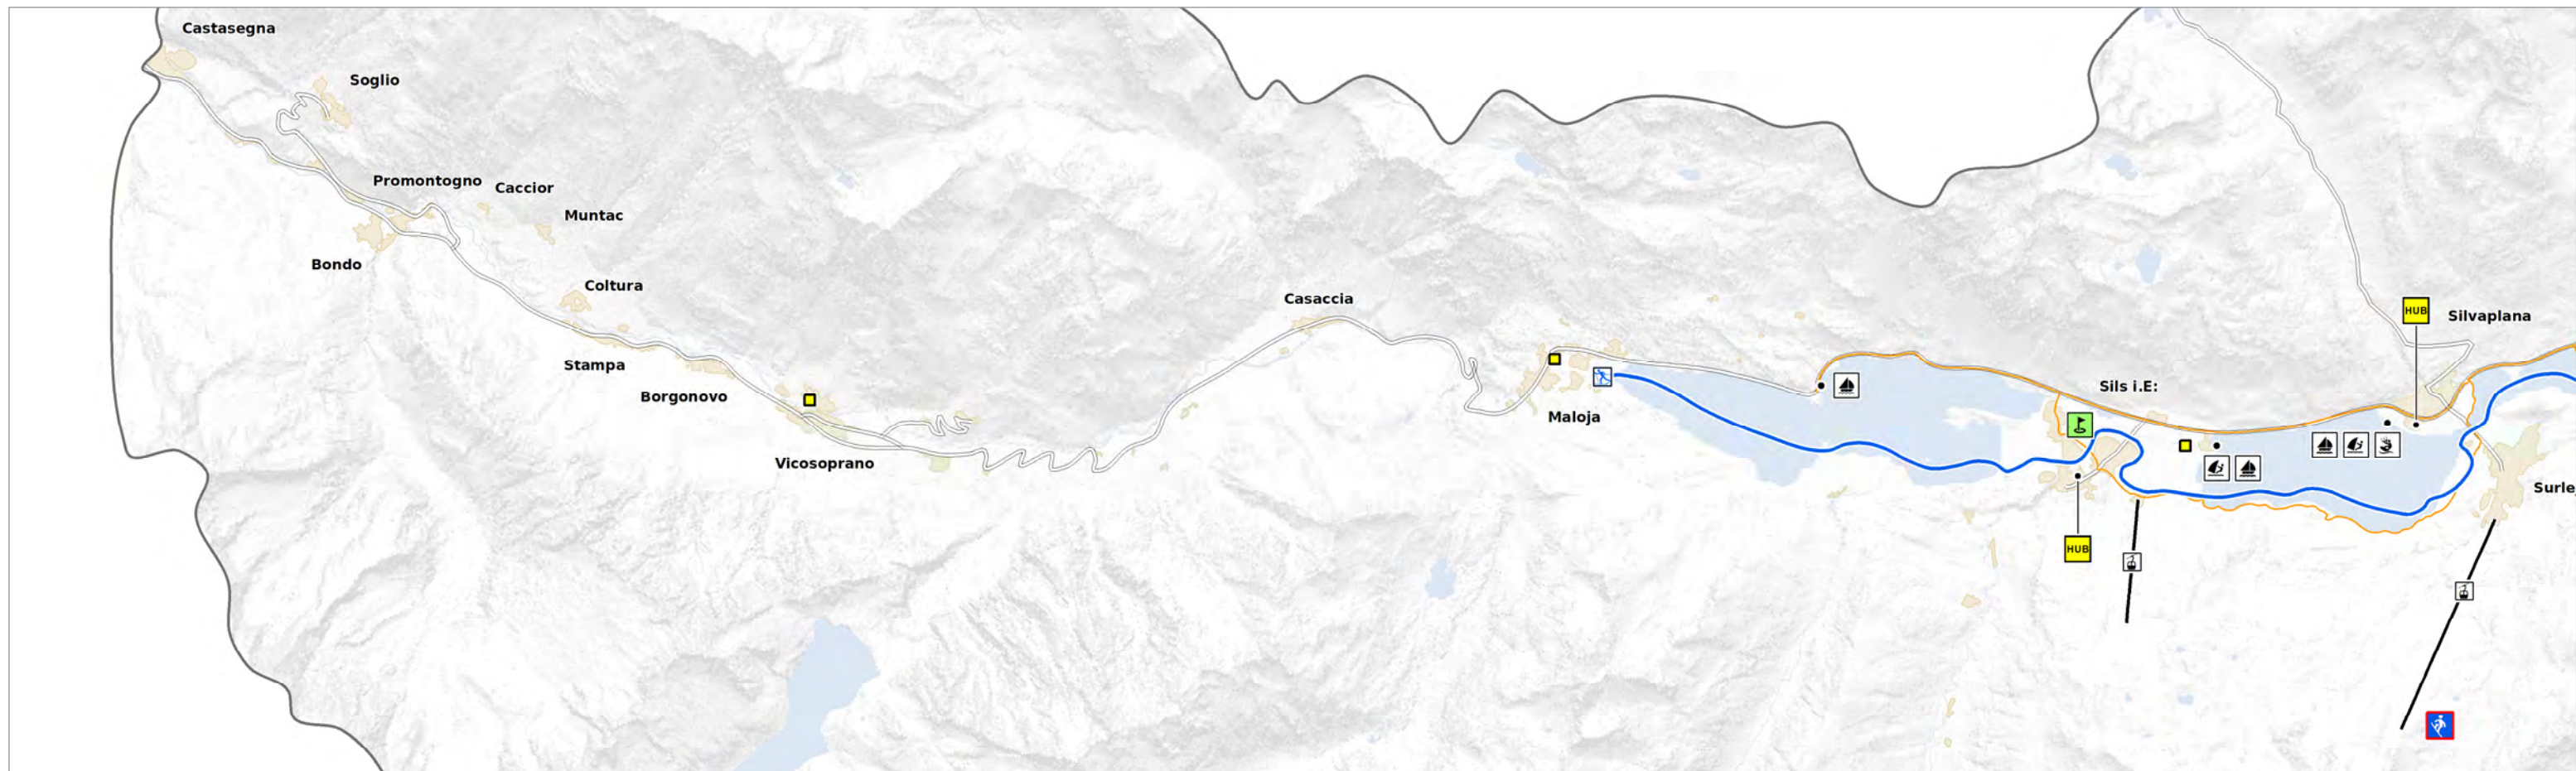 Castasegna
Soglio
Promontogno
Caccior
Muntac
Bondo
Coltura
Stampa
Borgonovo
Vicosoprano
Casaccia
Maloja
Sils i.E:
HUB
HUB
Silvaplana
Surle